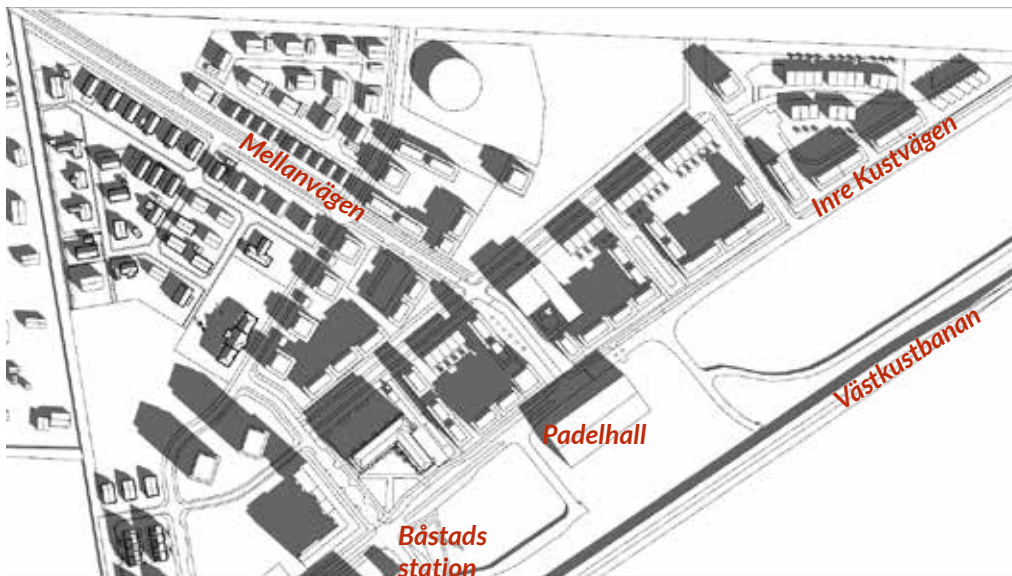 Mellanvägen
Inre Kustvägen
Västkustbanan
Padelhall
Båstads
station